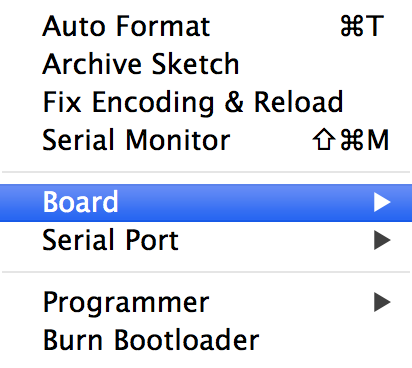 Auto Format ⌘T
Archive Sketch
Fix Encoding & Reload
Serial Monitor ⇧⌘M
Board ▶
Serial Port ▶
Programmer ▶
Burn Bootloader